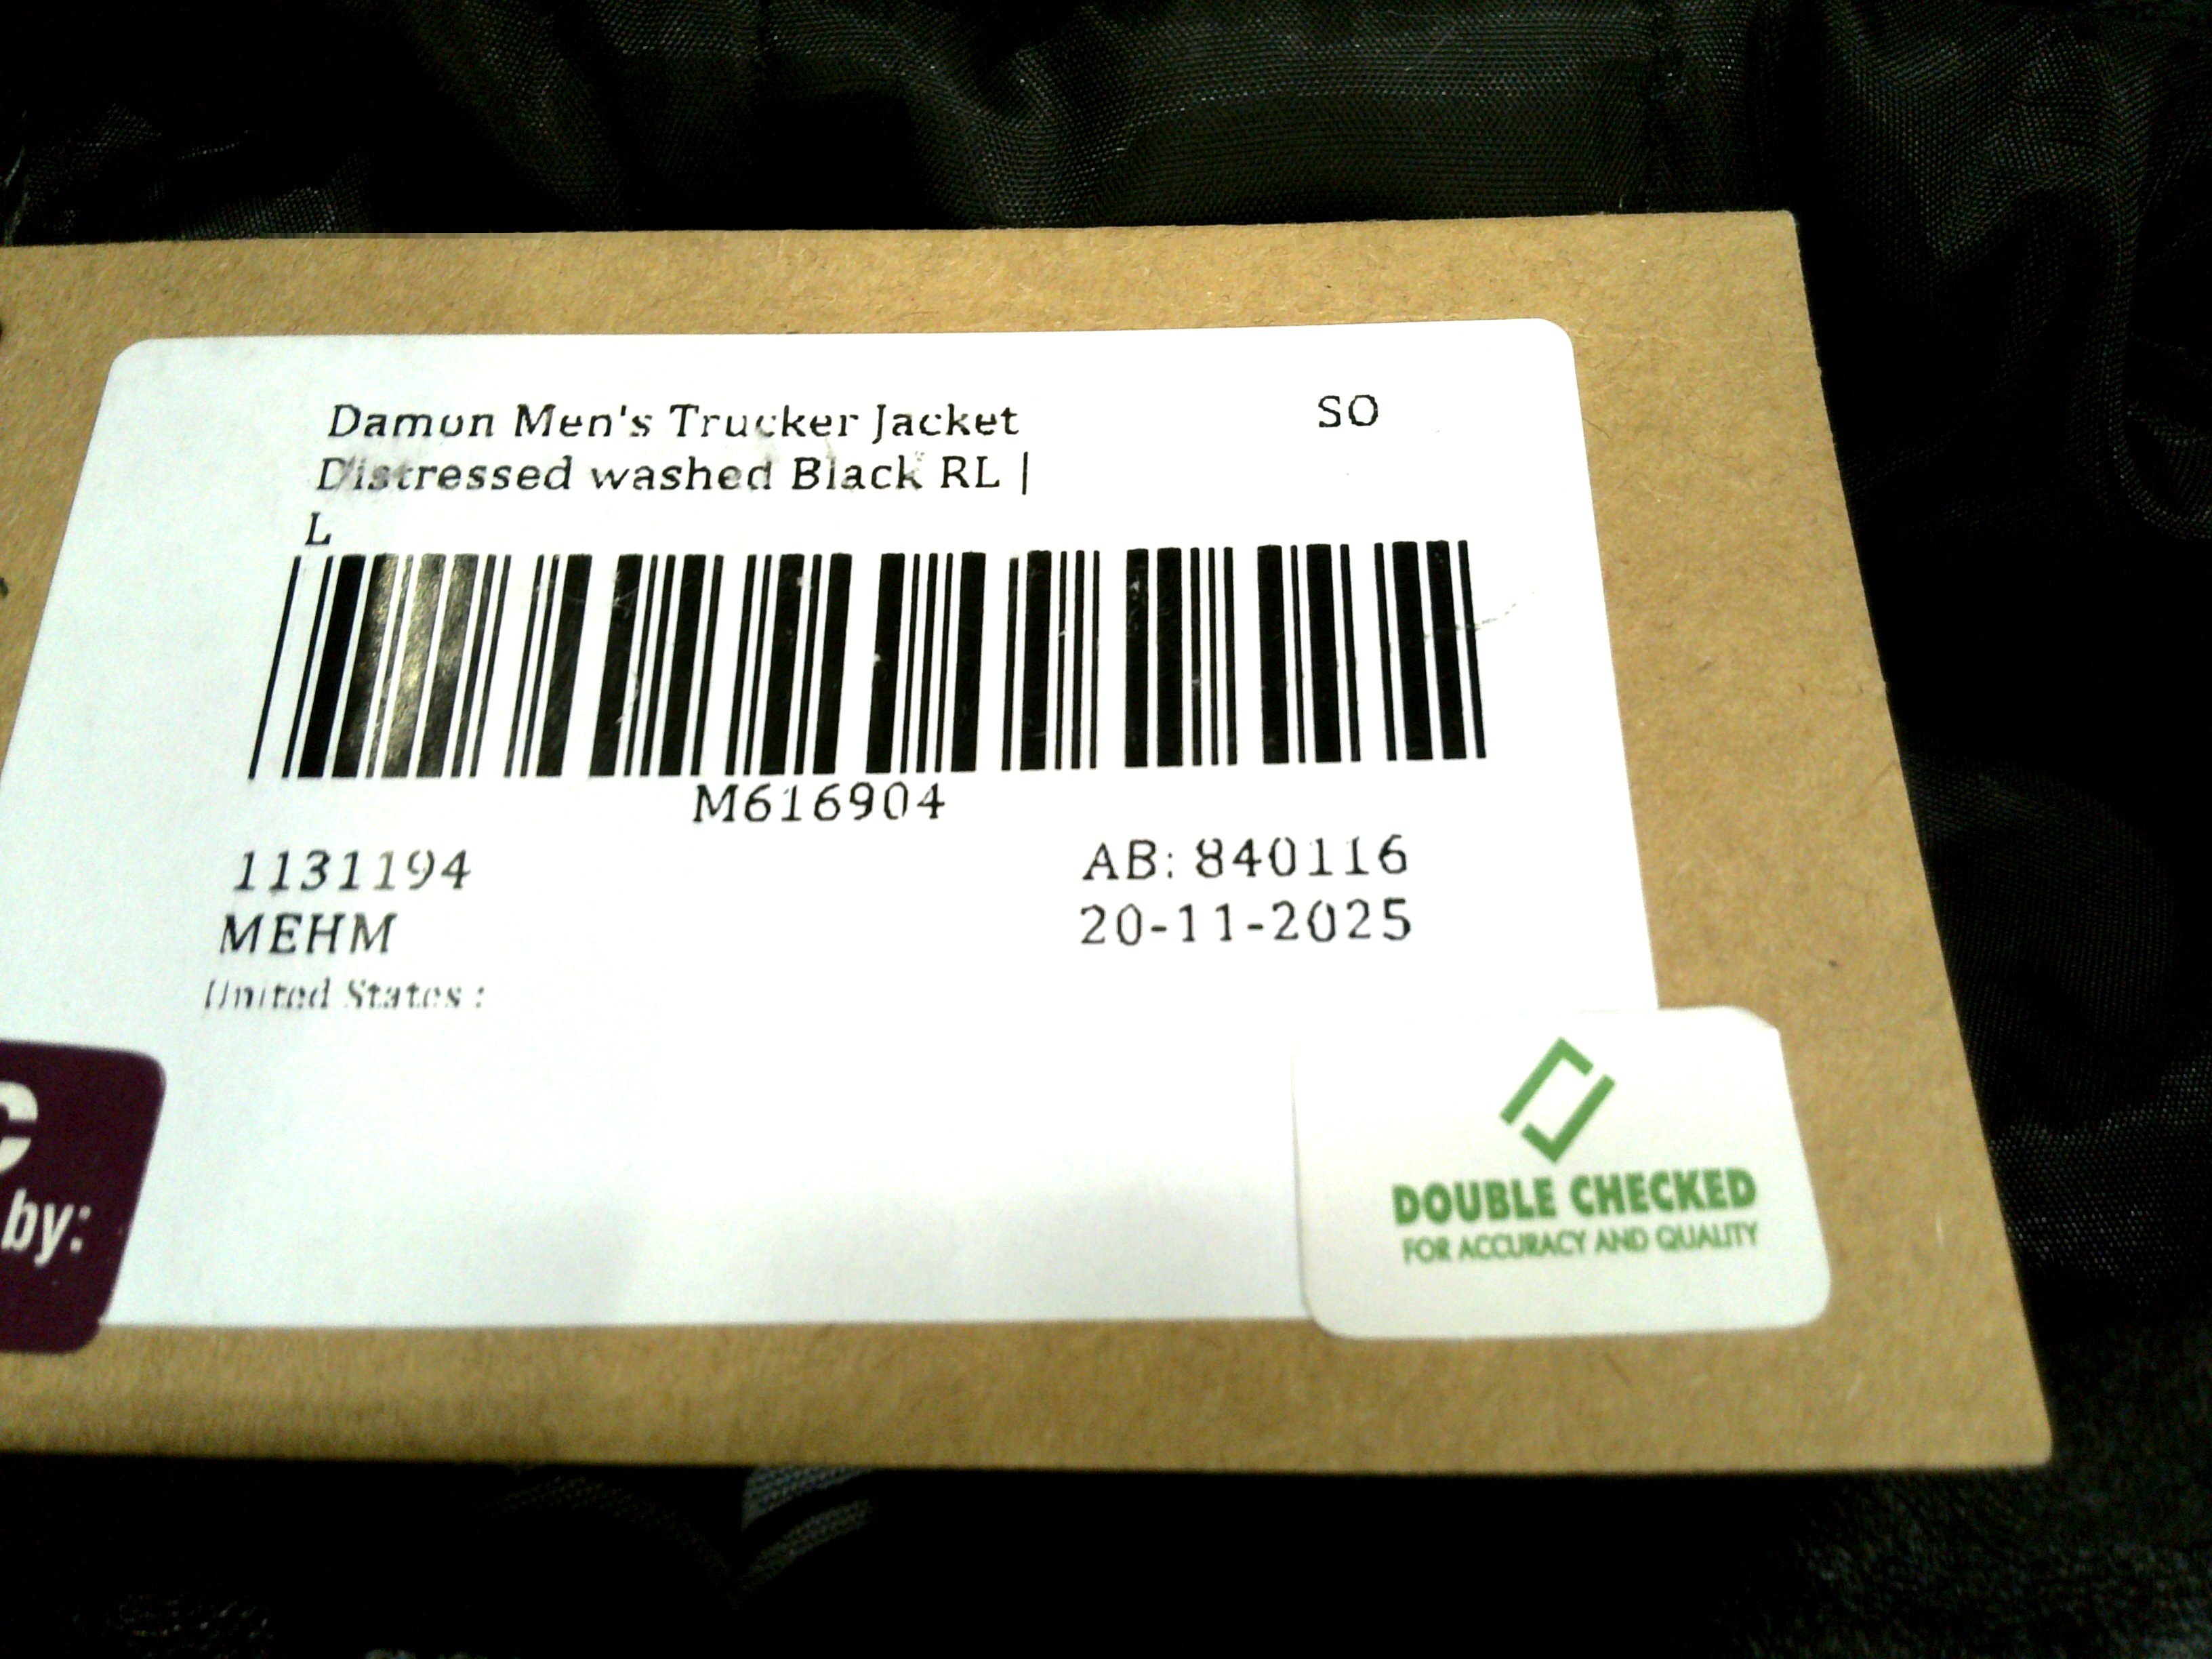 Damon Men's Trucker Jacket
SO
Distressed washed Black RL |
L
M616904
1131194
AB: 840116
MEHM
20-11-2025
United States :
C
by:
DOUBLE CHECKED
FOR ACCURACY AND QUALITY